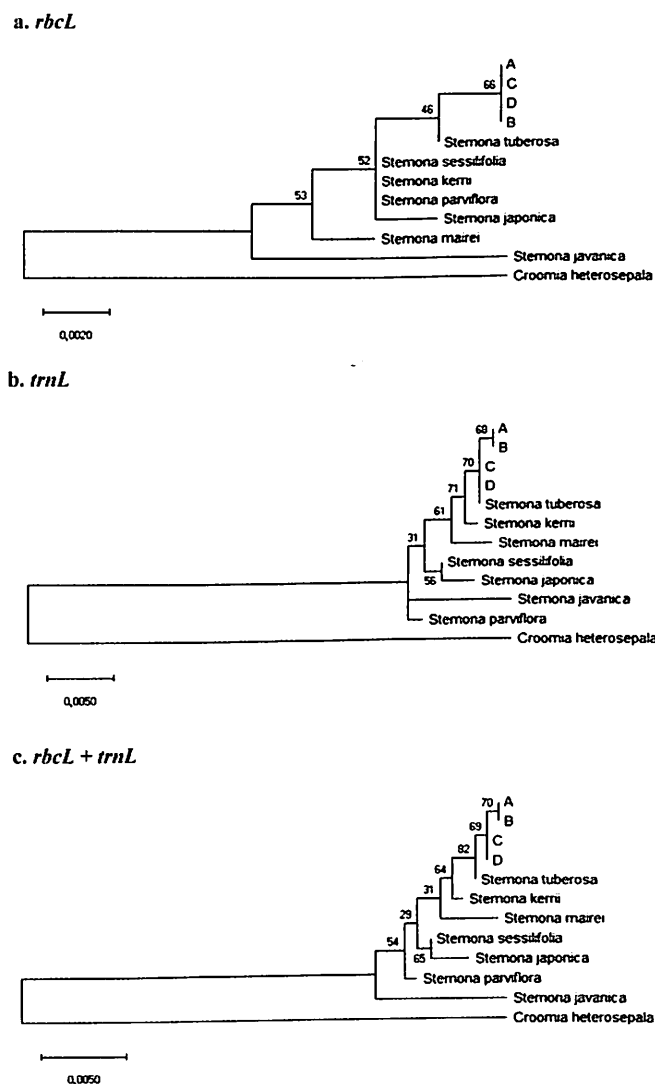 a. rbcL
A
66
C
D
46
B
Stemona tuberosa
52
Stemona sessilifolia
Stemona kerrii
Stemona parviflora
53
Stemona japonica
Stemona mairei
Stemona javanica
Croomia heterosepala
0,0020
b. trnL
68
A
B
70
C
D
71
Stemona tuberosa
61
Stemona kerrii
Stemona mairei
31
Stemona sessilifolia
56
Stemona japonica
Stemona javanica
Stemona parviflora
Croomia heterosepala
0,0050
c. rbcL + trnL
70
A
B
69
C
82
D
Stemona tuberosa
64
Stemona kerrii
31
Stemona mairei
29
Stemona sessilifolia
54
65
Stemona japonica
Stemona parviflora
Stemona javanica
Croomia heterosepala
0,0050